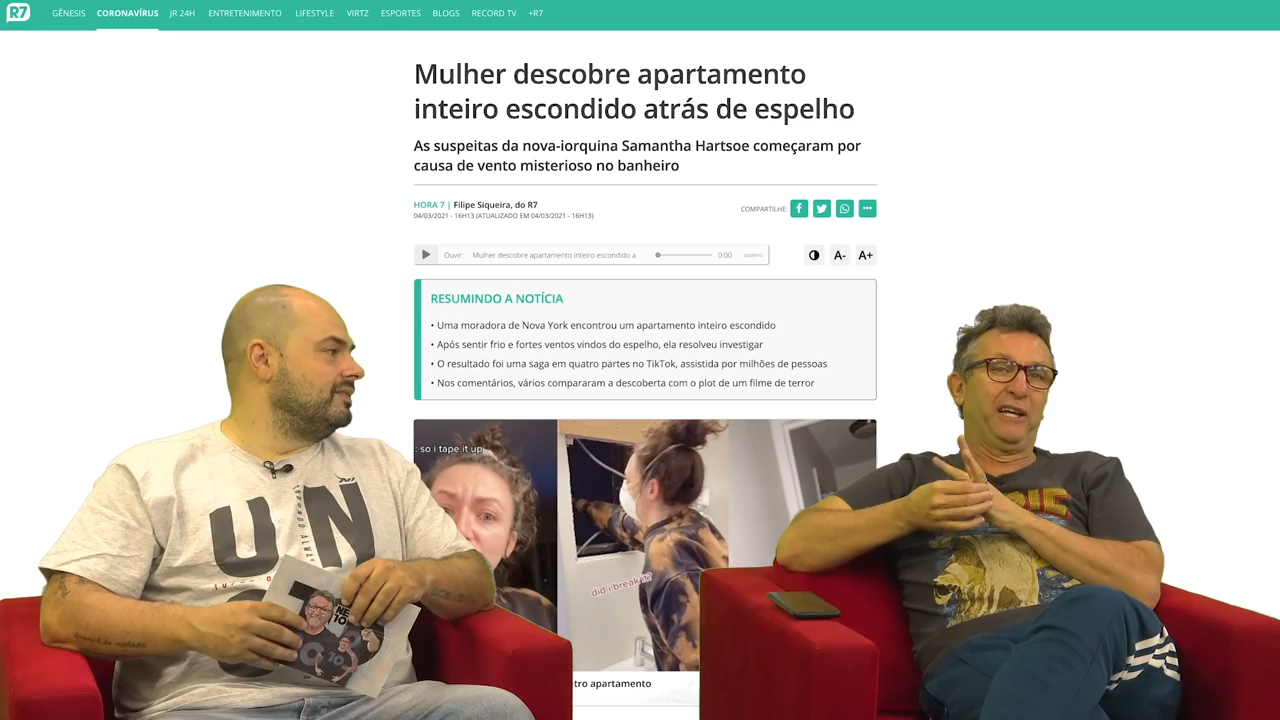 R7 GÊNESIS CORONAVÍRUS JR 24H ENTRETENIMENTO LIFESTYLE VIRTZ ESPORTES BLOGS RECORD TV +R7
Mulher descobre apartamento
inteiro escondido atrás de espelho
As suspeitas da nova-iorquina Samantha Hartsoe começaram por
causa de vento misterioso no banheiro
HORA 7 | Filipe Siqueira, do R7
04/03/2021 - 16H13 (ATUALIZADO EM 04/03/2021 - 16H13)
COMPARTILHE:
Ouvir: Mulher descobre apartamento inteiro escondido a 0:00
A- A+
RESUMINDO A NOTÍCIA
• Uma moradora de Nova York encontrou um apartamento inteiro escondido
• Após sentir frio e fortes ventos vindos do espelho, ela resolveu investigar
• O resultado foi uma saga em quatro partes no TikTok, assistida por milhões de pessoas
• Nos comentários, vários compararam a descoberta com o plot de um filme de terror
: so i tape it up
did i break it?
tro apartamento
UN
NE
10
10